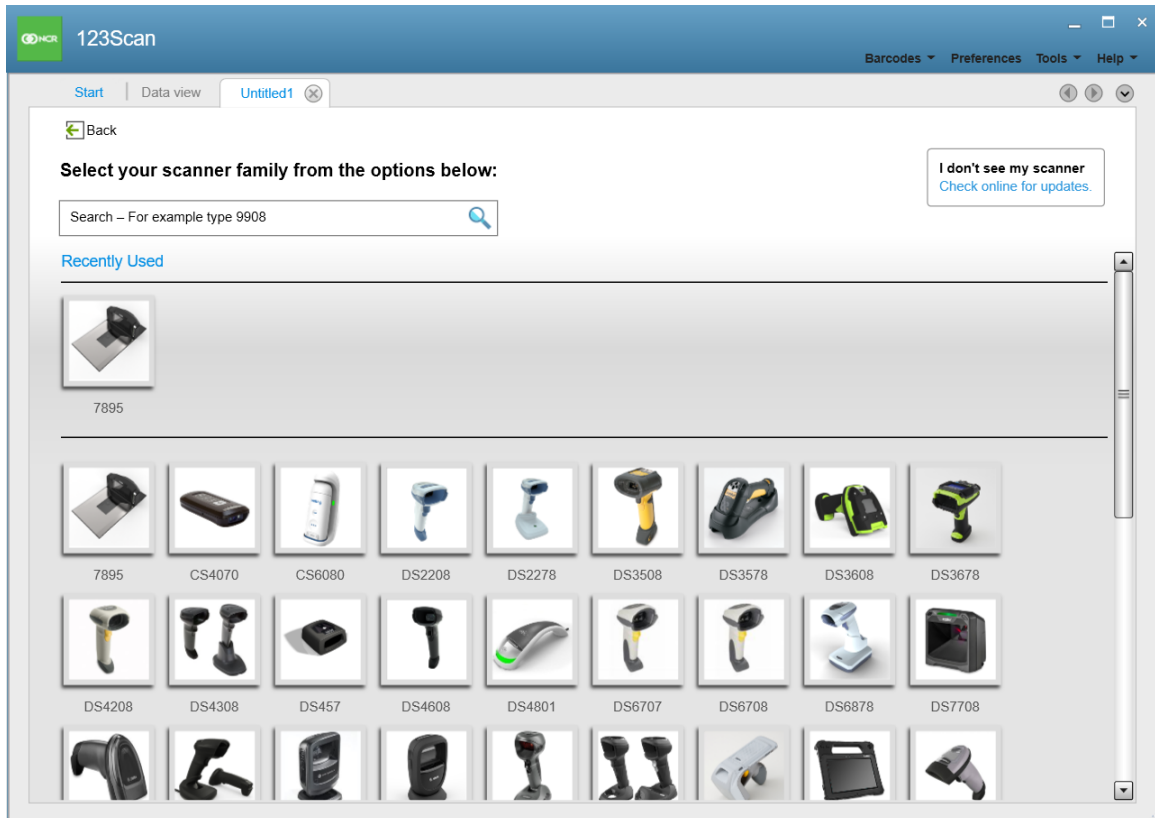 NCR 123Scan
Barcodes Preferences Tools Help
Start Data view Untitled1
Back
Select your scanner family from the options below:
I don't see my scanner
Check online for updates.
Search – For example type 9908
Recently Used
7895
7895 CS4070 CS6080 DS2208 DS2278 DS3508 DS3578 DS3608 DS3678
DS4208 DS4308 DS457 DS4608 DS4801 DS6707 DS6708 DS6878 DS7708